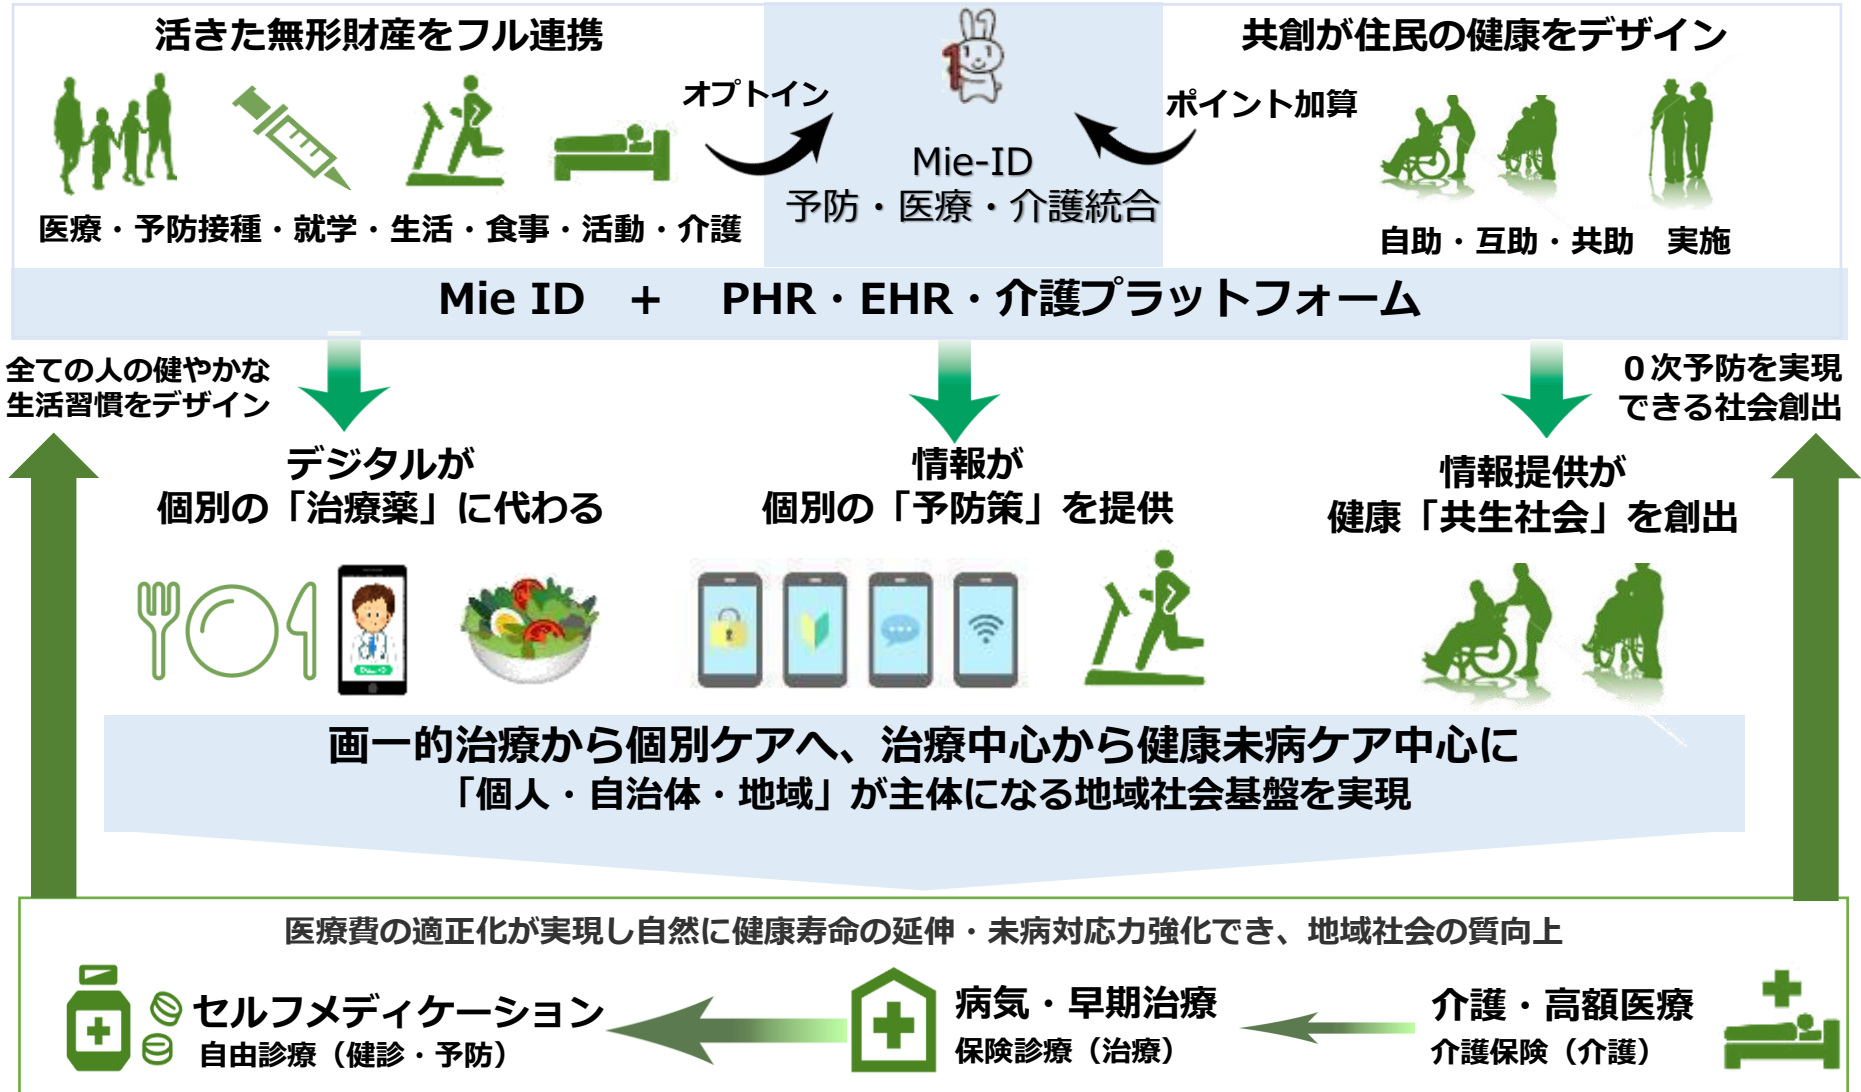 活きた無形財産をフル連携
オプトイン
医療・予防接種・就学・生活・食事・活動・介護
1
Mie-ID
予防・医療・介護統合
共創が住民の健康をデザイン
ポイント加算
自助・互助・共助　実施
Mie ID　+　PHR・EHR・介護プラットフォーム
全ての人の健やかな
生活習慣をデザイン
０次予防を実現
できる社会創出
デジタルが
個別の「治療薬」に代わる
情報が
個別の「予防策」を提供
情報提供が
健康「共生社会」を創出
画一的治療から個別ケアへ、治療中心から健康未病ケア中心に
「個人・自治体・地域」が主体になる地域社会基盤を実現
医療費の適正化が実現し自然に健康寿命の延伸・未病対応力強化でき、地域社会の質向上
セルフメディケーション
自由診療（健診・予防）
病気・早期治療
保険診療（治療）
介護・高額医療
介護保険（介護）